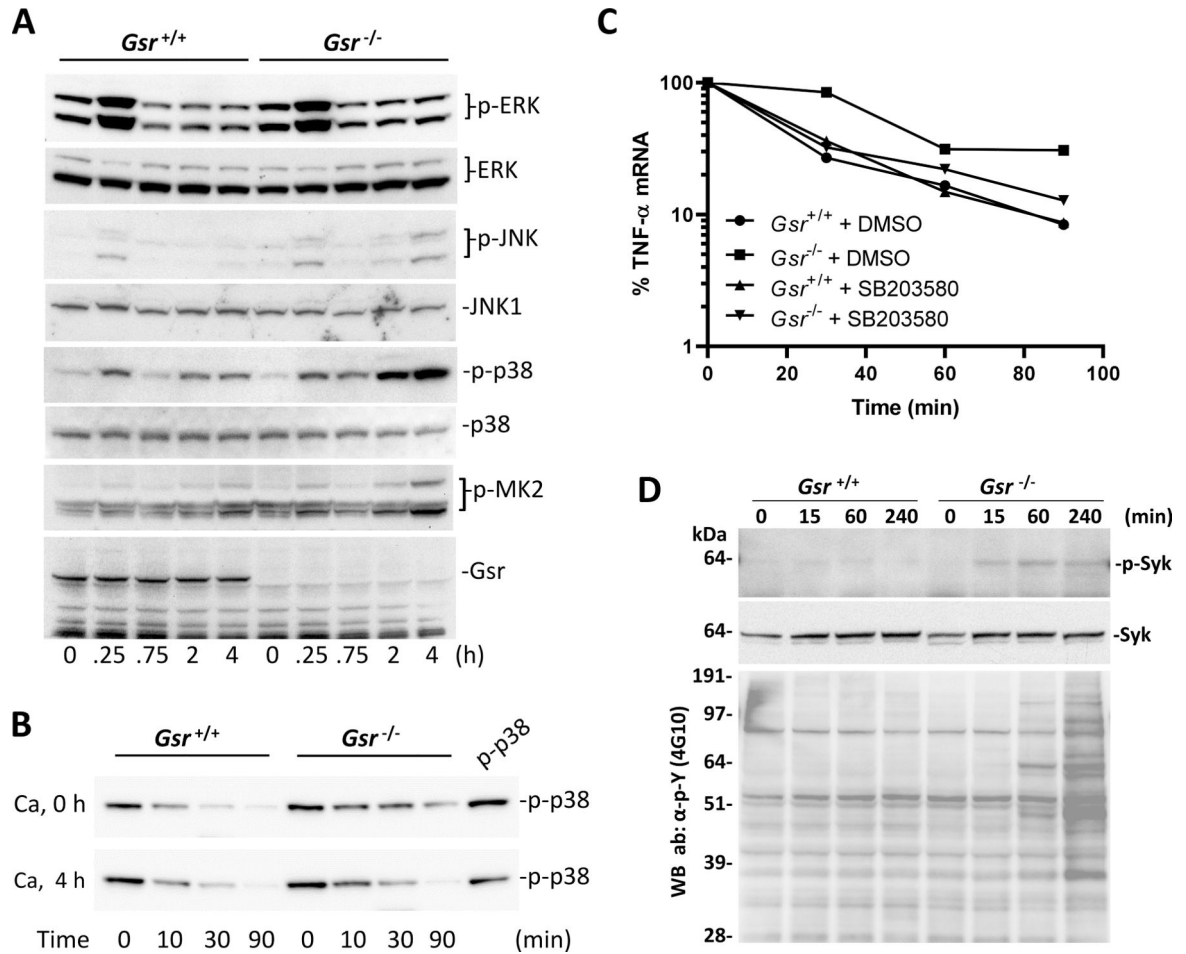 A
Gsr +/+ Gsr -/-
p-ERK
ERK
p-JNK
-JNK1
-p-p38
-p38
p-MK2
-Gsr
0 .25 .75 2 4 0 .25 .75 2 4 (h)
B
Gsr +/+ Gsr -/- p-p38
Ca, 0 h -p-p38
Ca, 4 h -p-p38
Time 0 10 30 90 0 10 30 90 (min)
C
100
10
1
% TNF-α mRNA
Gsr+/+ + DMSO
Gsr-/- + DMSO
Gsr+/+ + SB203580
Gsr-/- + SB203580
0 20 40 60 80 100
Time (min)
D
Gsr +/+ Gsr -/-
0 15 60 240 0 15 60 240 (min)
kDa
64- -p-Syk
64- -Syk
191-
97-
64-
51-
39-
28-
WB ab: α-p-Y (4G10)